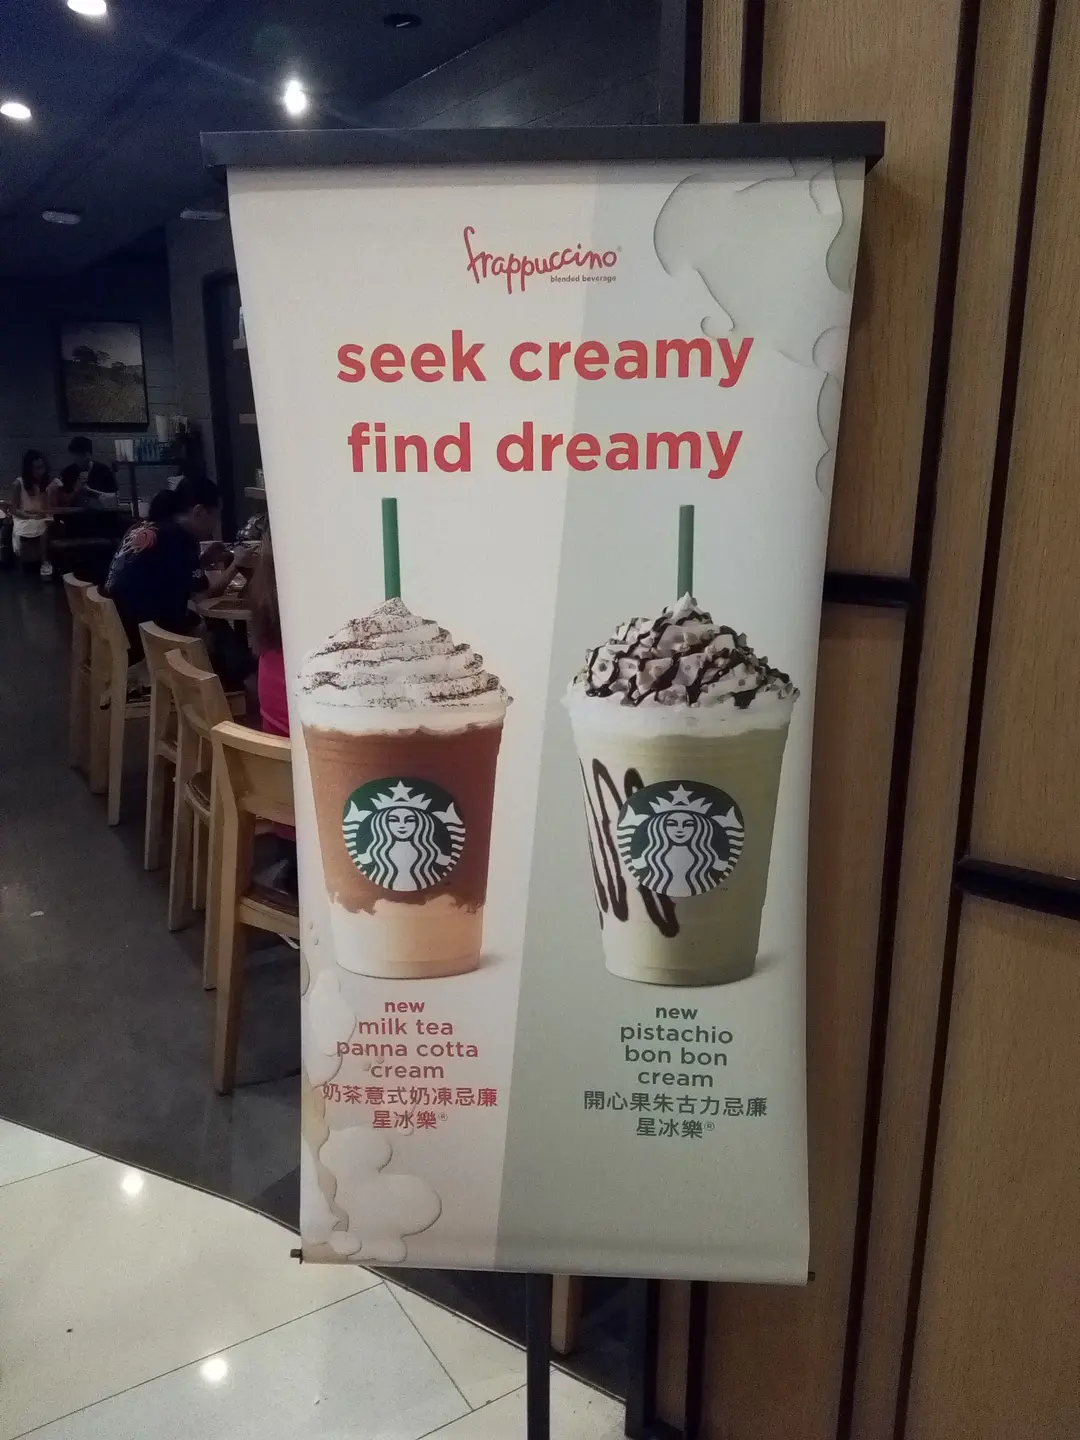 frappuccino®
blended beverage
seek creamy
find dreamy
new
milk tea
panna cotta
cream
奶茶意式奶凍忌廉
星冰樂®
new
pistachio
bon bon
cream
開心果朱古力忌廉
星冰樂®